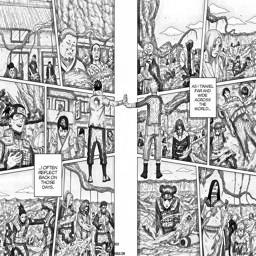 AS I TRAVEL
FAR AND
WIDE
ACROSS
THE
WORLD...
...I OFTEN
REFLECT
BACK ON
THOSE
DAYS.